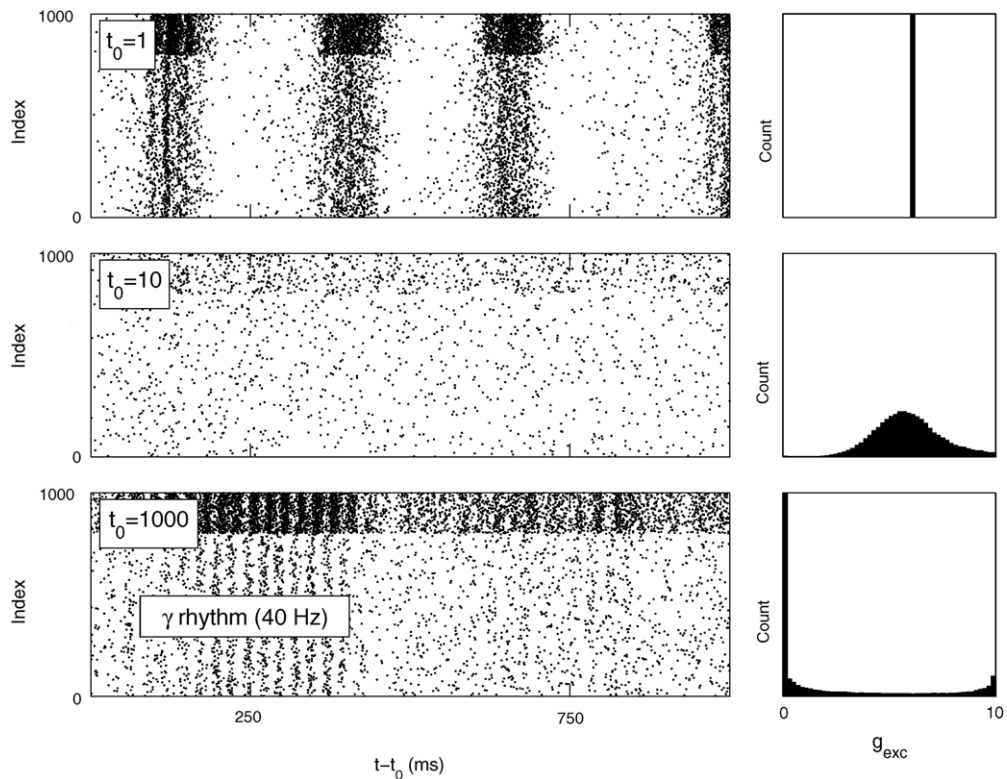 1000
t0=1
Index
0
Count
1000
t0=10
Index
0
Count
1000
t0=1000
γ rhythm (40 Hz)
Index
0
Count
250
750
t−t0 (ms)
0
10
gexc